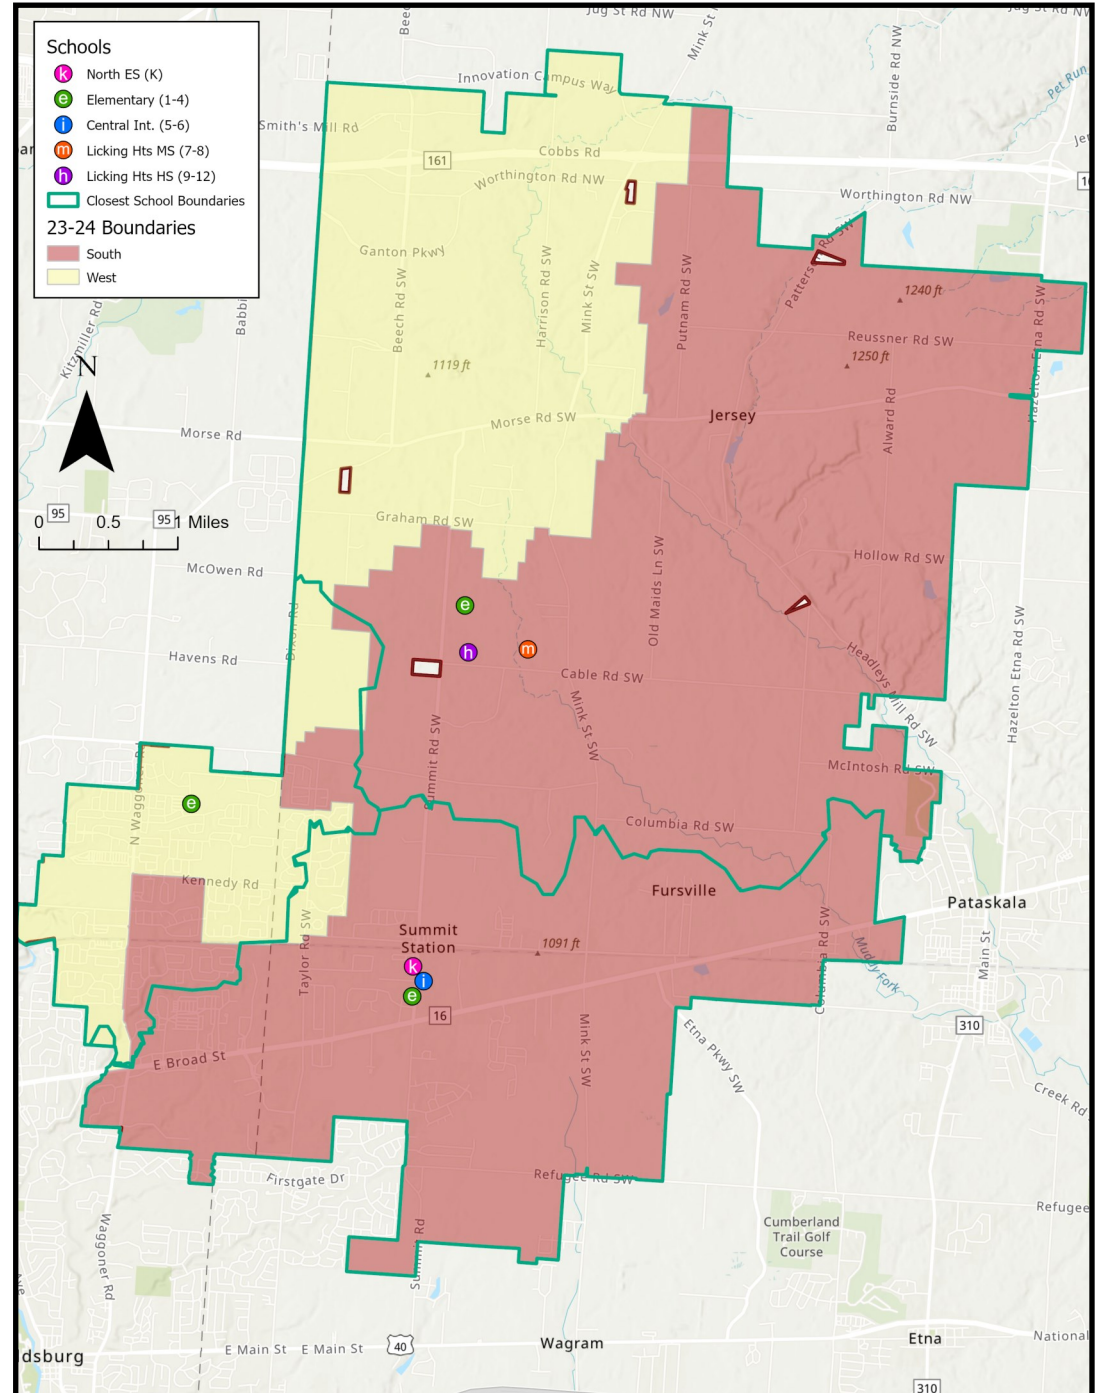 Schools
k North ES (K)
e Elementary (1-4)
i Central Int. (5-6)
m Licking Hts MS (7-8)
h Licking Hts HS (9-12)
Closest School Boundaries
23-24 Boundaries
South
West
Jug St Rd NW
Mink St
Innovation Campus Way
Burnside Rd NW
Pet Run
Smith's Mill Rd
161
Cobbs Rd
Worthington Rd NW
Worthington Rd NW
Ganton Pkwy
Beech Rd SW
Harrison Rd SW
Mink St SW
Putnam Rd SW
Rd SW
1240 ft
Reussner Rd SW
1250 ft
Hazelton Etna Rd SW
Kitzmiller Rd
N
1119 ft
Morse Rd SW
Jersey
Alward Rd
Morse Rd
95
95
0 0.5 1 Miles
Graham Rd SW
McOwen Rd
Old Maids Ln SW
Hollow Rd SW
Dixon Rd
e
Havens Rd
h
m
Cable Rd SW
Headleys Mill Rd SW
Hazelton Etna Rd SW
Mink St SW
Summit Rd SW
McIntosh Rd SW
N Waggoner Rd
e
Columbia Rd SW
Kennedy Rd
Fursville
Pataskala
Taylor Rd SW
Summit
Station
1091 ft
Columbia Rd SW
Muddy Fork
Main St
k
i
e
16
310
E Broad St
Mink St SW
Etna Pkwy SW
Creek Rd
Firstgate Dr
Refugee Rd SW
Refugee
Waggoner Rd
Summit Rd
Cumberland
Trail Golf
Course
E Main St
E Main St
40
Wagram
Etna
National
dsburg
310